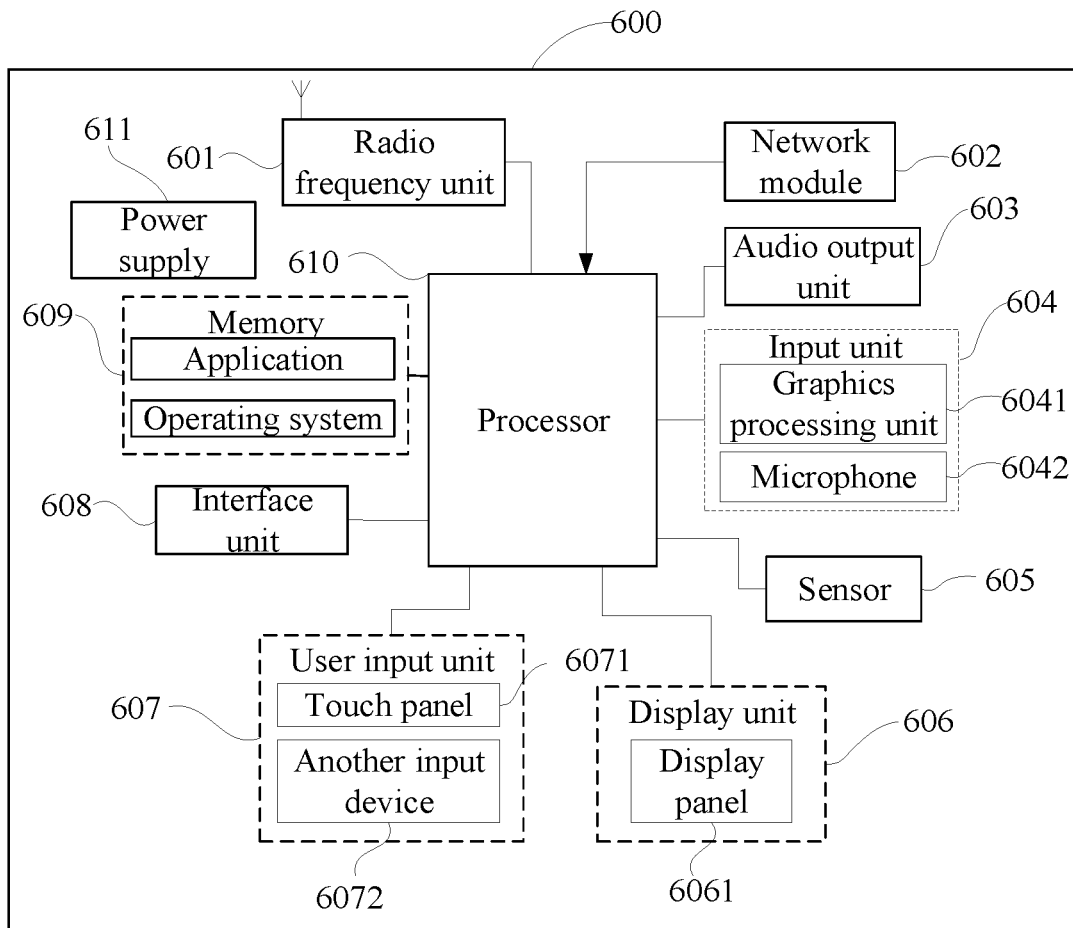 600
611
601
Radio
frequency unit
Network
module
602
Power
supply
610
Audio output
unit
603
609
Memory
Application
Operating system
Processor
604
Input unit
Graphics
processing unit
6041
Microphone
6042
608
Interface
unit
Sensor
605
User input unit
6071
Touch panel
607
Another input
device
6072
Display unit
606
Display
panel
6061